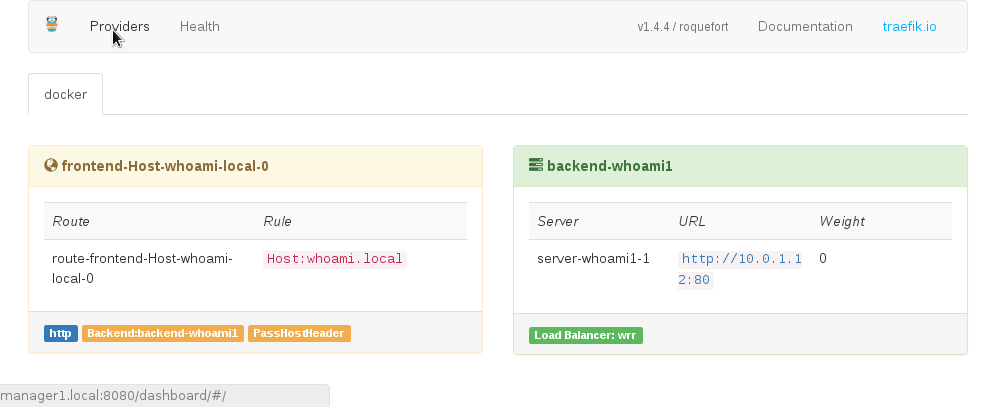 Providers Health v1.4.4 / roquefort Documentation traefik.io
docker
frontend-Host-whoami-local-0
Route Rule
route-frontend-Host-whoami-
local-0
Host:whoami.local
http Backend:backend-whoami1 PassHostHeader
backend-whoami1
Server URL Weight
server-whoami1-1 http://10.0.1.1 0
2:80
Load Balancer: wrr
manager1.local:8080/dashboard/#/